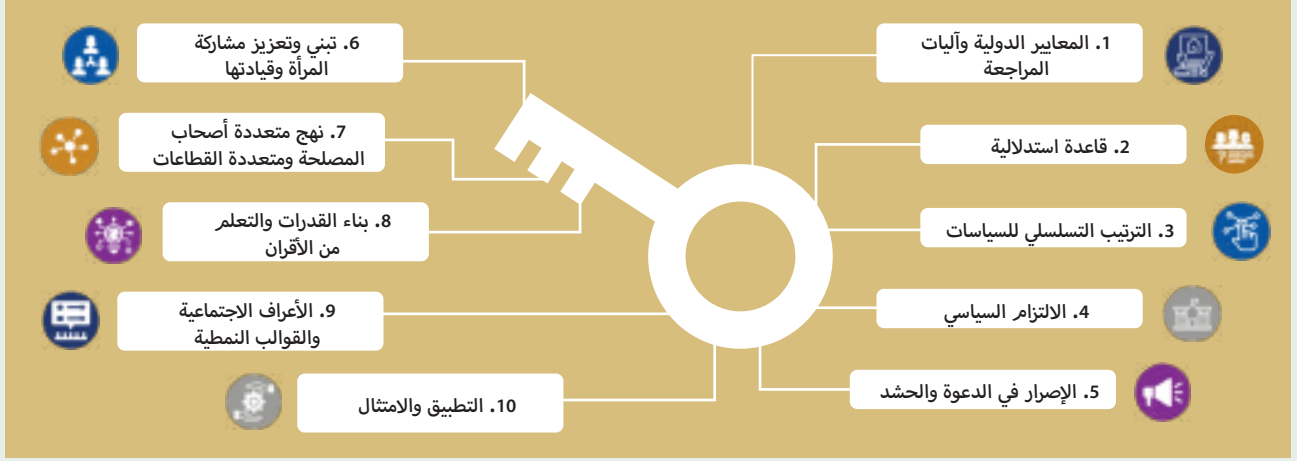 1. المعايير الدولية وآليات
المراجعة
2. قاعدة استدلالية
3. الترتيب التسلسلي للسياسات
4. الالتزام السياسي
5. الإصرار في الدعوة والحشد
6. تبني وتعزيز مشاركة
المرأة وقيادتها
7. نهج متعددة أصحاب
المصلحة ومتعددة القطاعات
8. بناء القدرات والتعلم
من الأقران
9. الأعراف الاجتماعية
والقوالب النمطية
10. التطبيق والامتثال